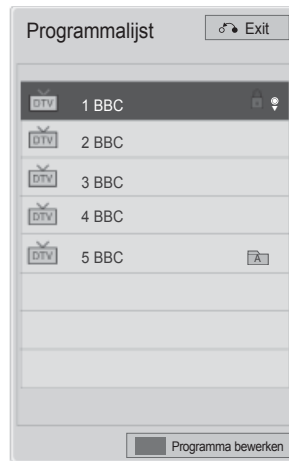 Programmalijst
Exit
DTV 1 BBC
DTV 2 BBC
DTV 3 BBC
DTV 4 BBC
DTV 5 BBC A
Programma bewerken